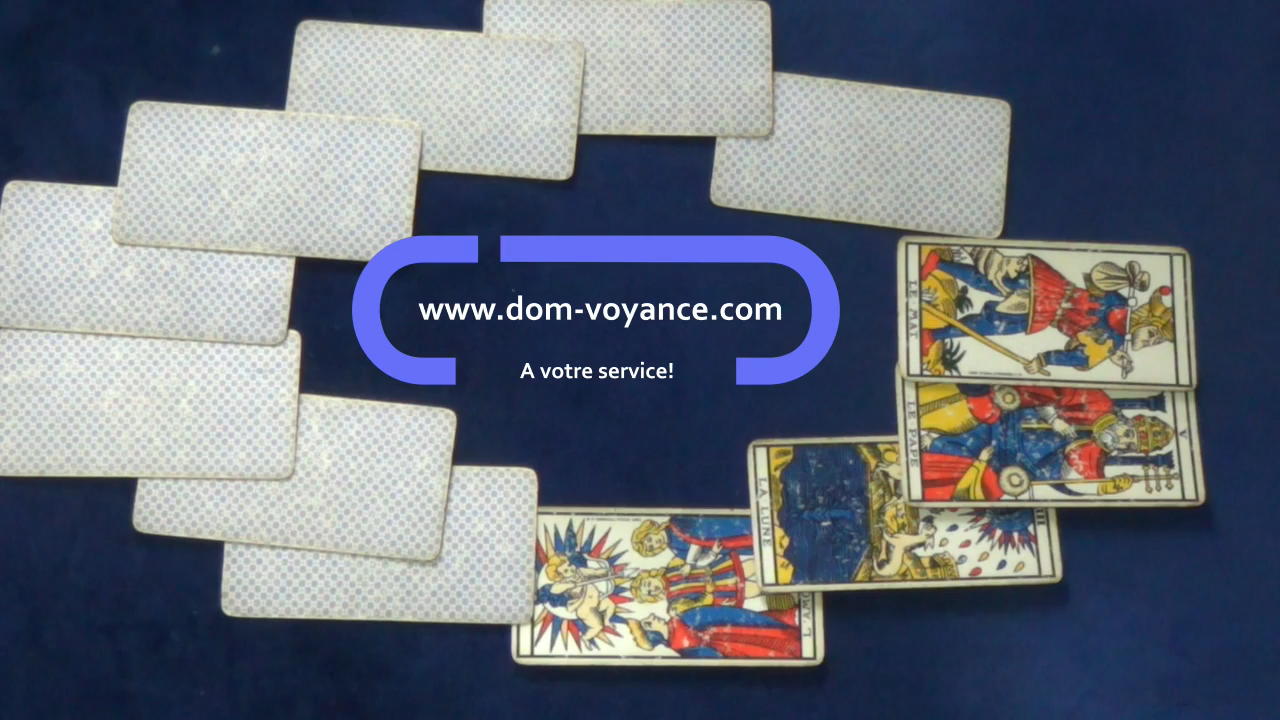 www.dom-voyance.com
A votre service!
LE MAT
LE PAPE
V
LA LUNE